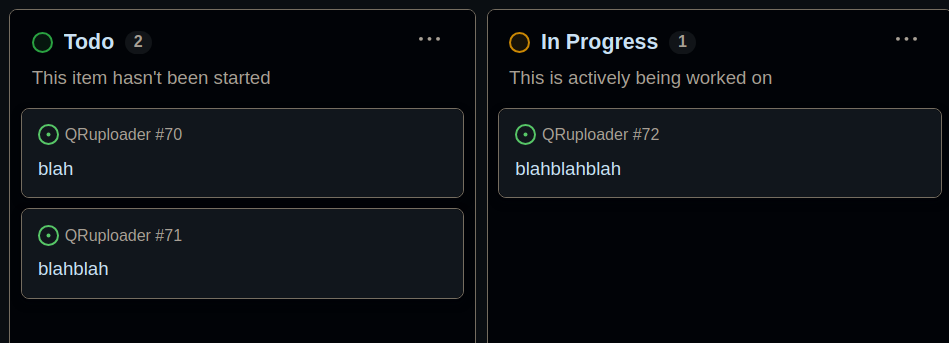 Todo 2
This item hasn't been started
QRuploader #70
blah
QRuploader #71
blahblah
In Progress 1
This is actively being worked on
QRuploader #72
blahblahblah